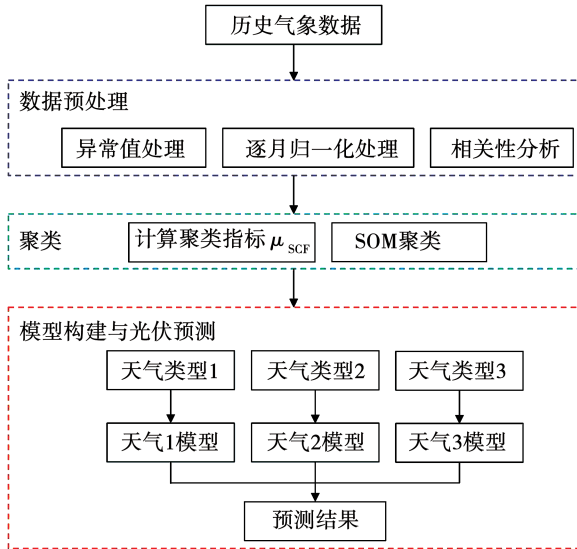 历史气象数据
数据预处理
异常值处理 逐月归一化处理 相关性分析
聚类 计算聚类指标μSCF SOM聚类
模型构建与光伏预测
天气类型1 天气类型2 天气类型3
天气1模型 天气2模型 天气3模型
预测结果